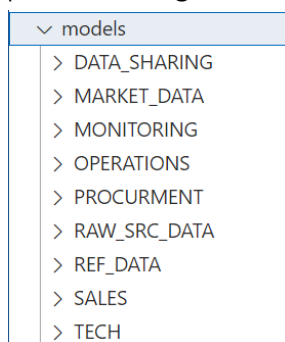 models
DATA_SHARING
MARKET_DATA
MONITORING
OPERATIONS
PROCURMENT
RAW_SRC_DATA
REF_DATA
SALES
TECH